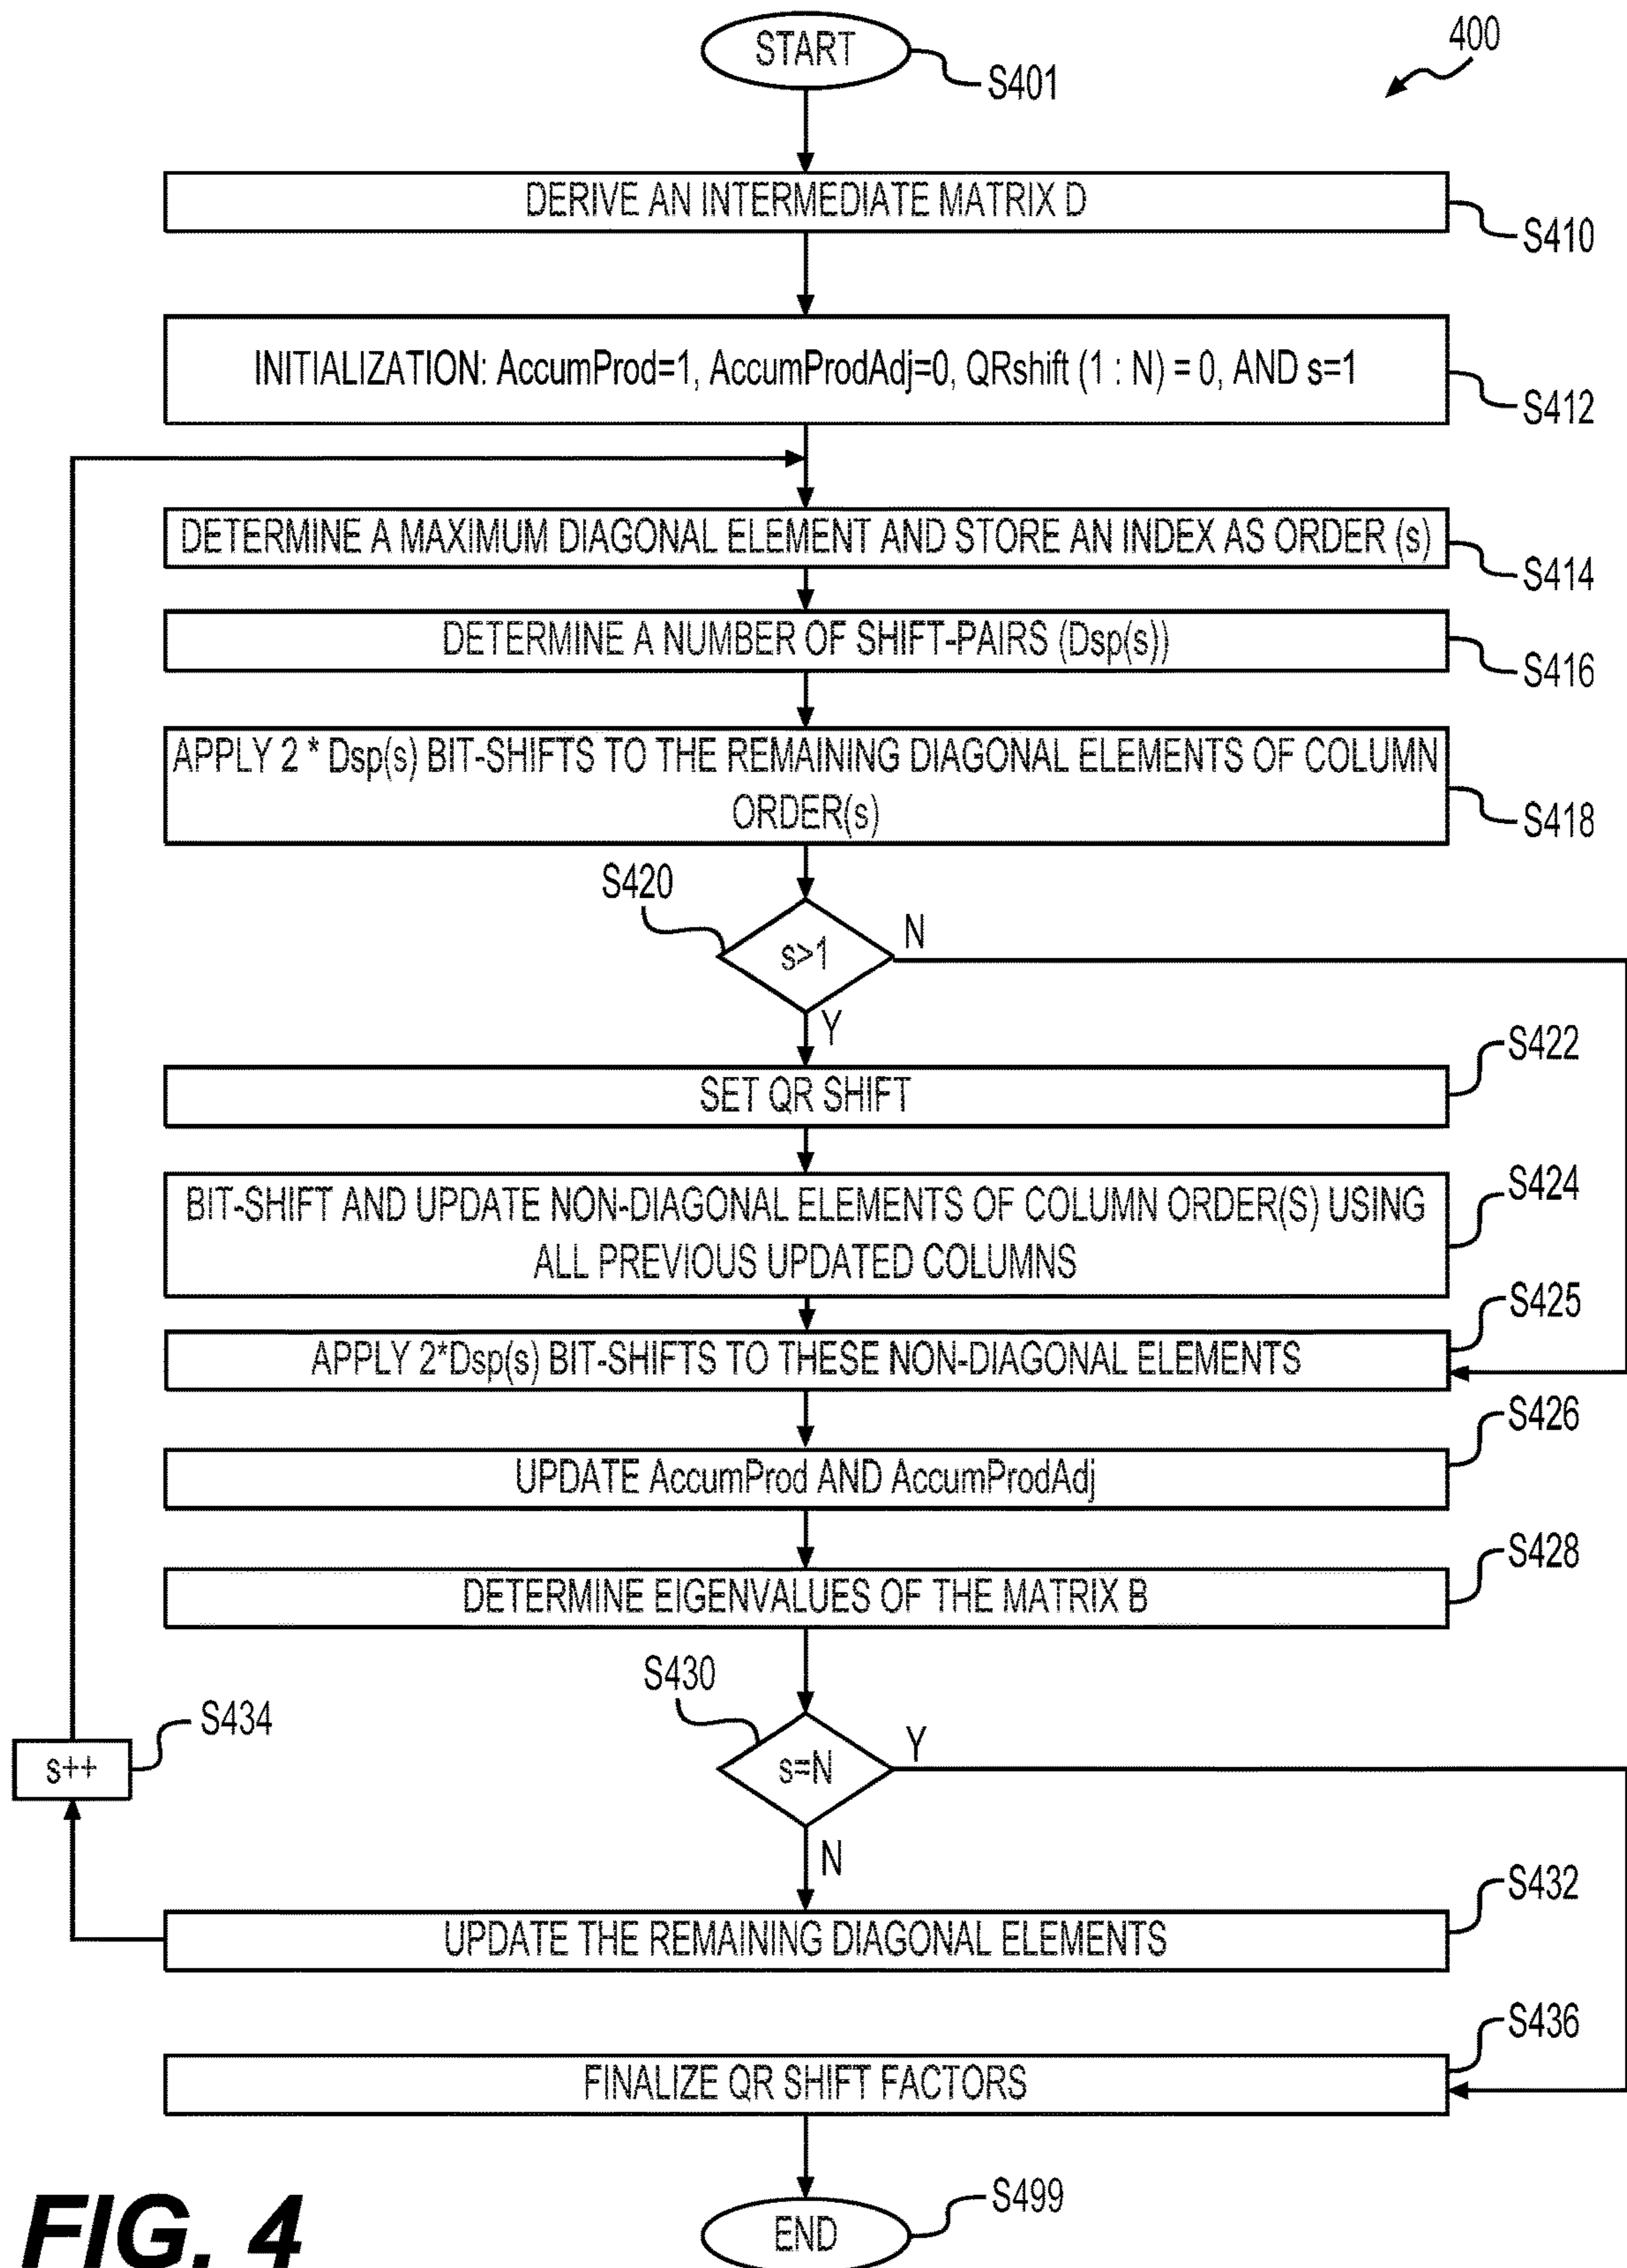 400
START
S401
DERIVE AN INTERMEDIATE MATRIX D
S410
INITIALIZATION: AccumProd=1, AccumProdAdj=0, QRshift (1 : N) = 0, AND s=1
S412
DETERMINE A MAXIMUM DIAGONAL ELEMENT AND STORE AN INDEX AS ORDER (s)
S414
DETERMINE A NUMBER OF SHIFT-PAIRS (Dsp(s))
S416
APPLY 2 * Dsp(s) BIT-SHIFTS TO THE REMAINING DIAGONAL ELEMENTS OF COLUMN
ORDER(s)
S418
S420
s>1
N
Y
S422
SET QR SHIFT
S424
BIT-SHIFT AND UPDATE NON-DIAGONAL ELEMENTS OF COLUMN ORDER(S) USING
ALL PREVIOUS UPDATED COLUMNS
S425
APPLY 2*Dsp(s) BIT-SHIFTS TO THESE NON-DIAGONAL ELEMENTS
S426
UPDATE AccumProd AND AccumProdAdj
S428
DETERMINE EIGENVALUES OF THE MATRIX B
S430
s=N
Y
N
S434
s++
S432
UPDATE THE REMAINING DIAGONAL ELEMENTS
S436
FINALIZE QR SHIFT FACTORS
S499
END
FIG. 4